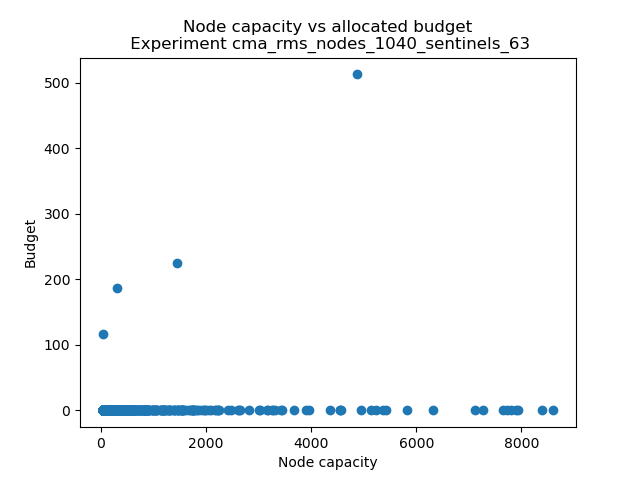 Node capacity vs allocated budget
Experiment cma_rms_nodes_1040_sentinels_63
500
400
300
200
100
0
Budget
0 2000 4000 6000 8000
Node capacity